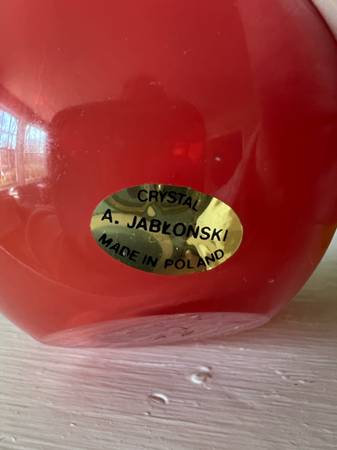 CRYSTAL
A. JABŁONSKI
MADE IN POLAND